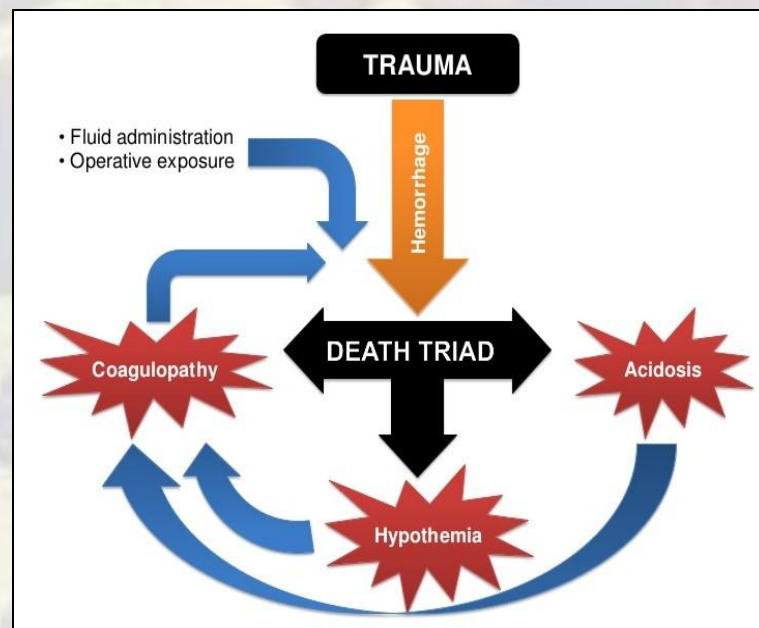 TRAUMA
• Fluid administration
• Operative exposure
Hemorrhage
DEATH TRIAD
Coagulopathy
Acidosis
Hypothemia